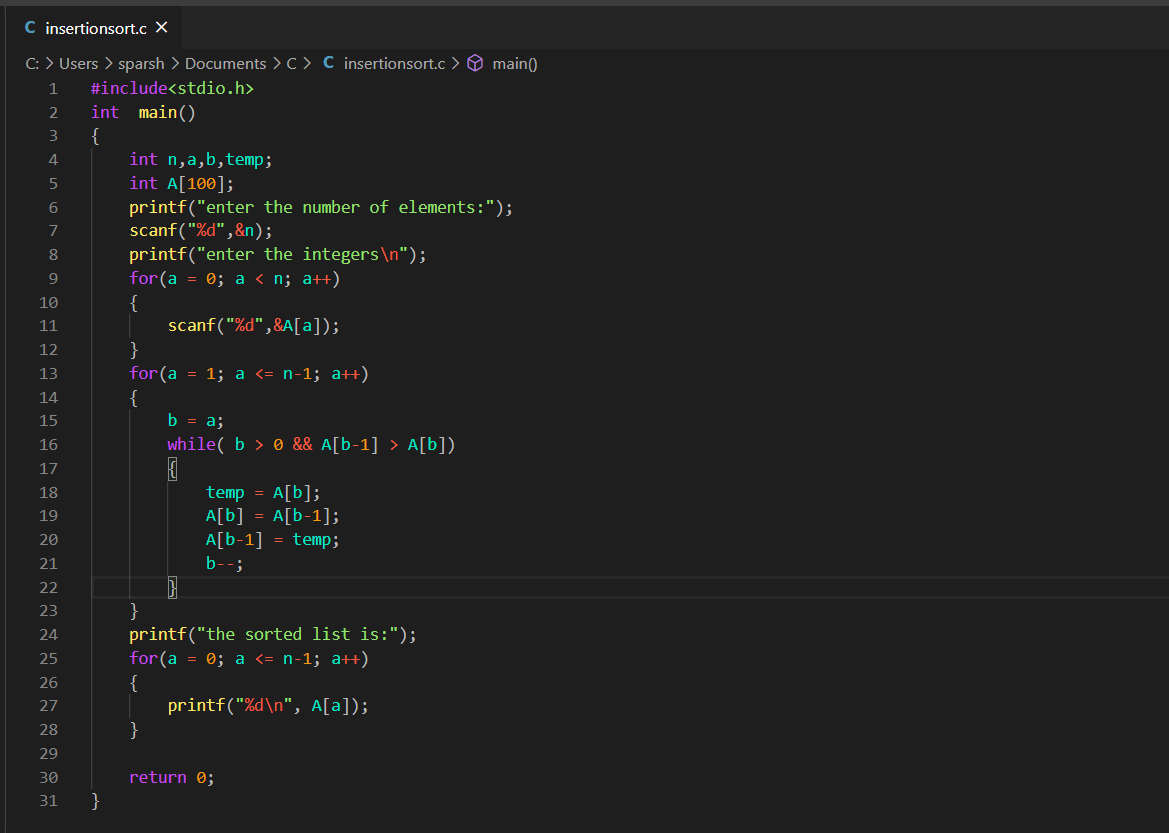 C insertionsort.c ×
C: > Users > sparsh > Documents > C > C insertionsort.c > main()
1 #include<stdio.h>
2 int  main()
3 {
4     int n,a,b,temp;
5     int A[100];
6     printf("enter the number of elements:");
7     scanf("%d",&n);
8     printf("enter the integers\n");
9     for(a = 0; a < n; a++)
10     {
11         scanf("%d",&A[a]);
12     }
13     for(a = 1; a <= n-1; a++)
14     {
15         b = a;
16         while( b > 0 && A[b-1] > A[b])
17         {
18             temp = A[b];
19             A[b] = A[b-1];
20             A[b-1] = temp;
21             b--;
22         }
23     }
24     printf("the sorted list is:");
25     for(a = 0; a <= n-1; a++)
26     {
27         printf("%d\n", A[a]);
28     }
29
30     return 0;
31 }